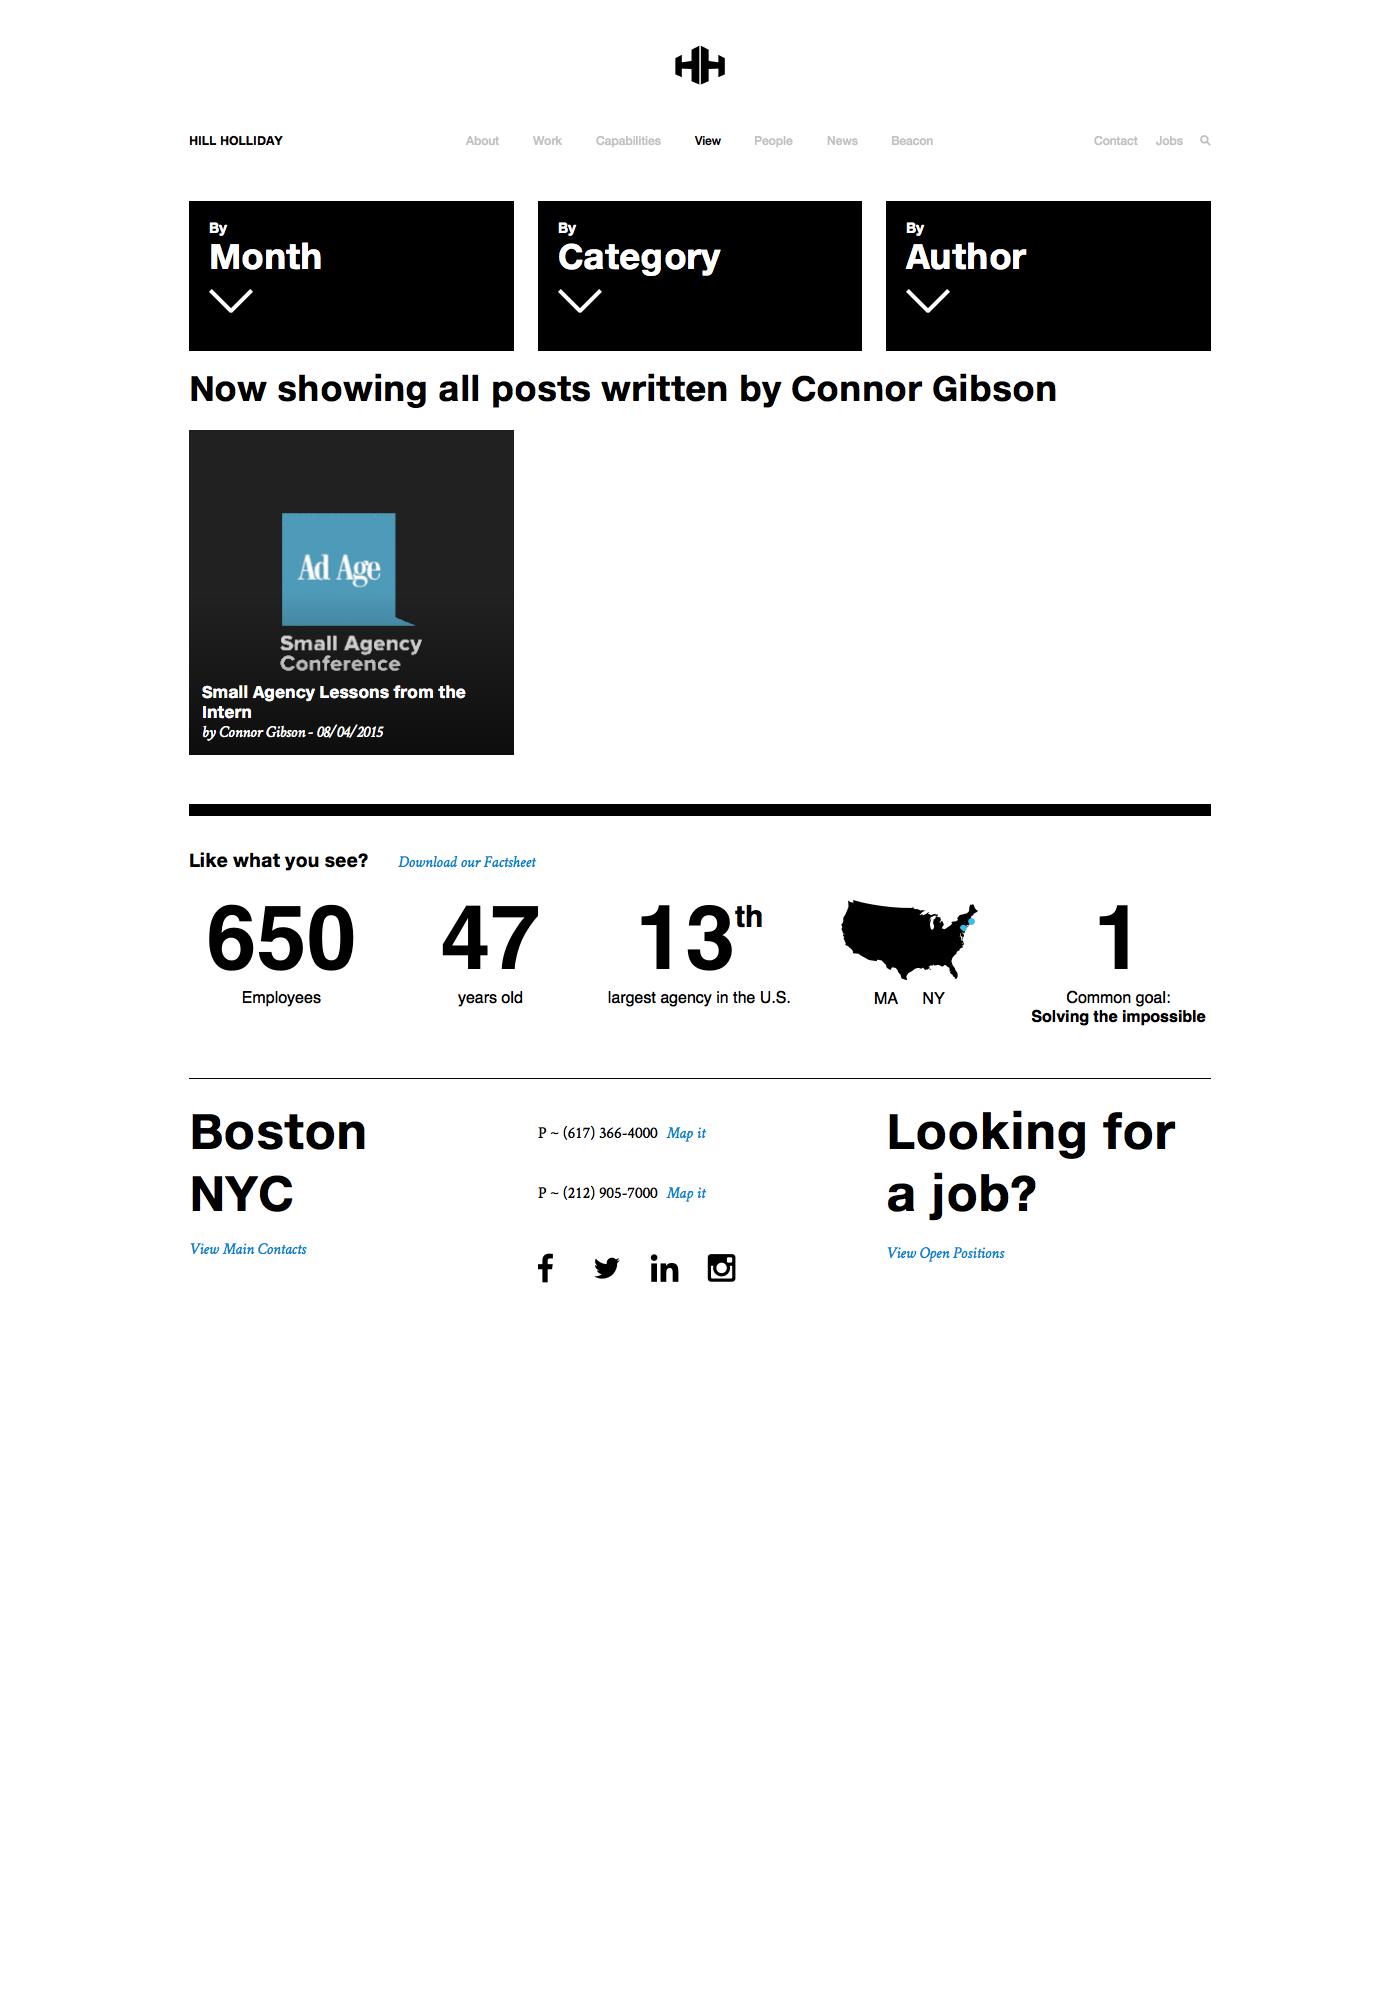 HILL HOLLIDAY
About Work Capabilities View People News Beacon
Contact Jobs
By
Month
By
Category
By
Author
Now showing all posts written by Connor Gibson
Ad Age
Small Agency
Conference
Small Agency Lessons from the
Intern
by Connor Gibson - 08/04/2015
Like what you see? Download our Factsheet
650
Employees
47
years old
13th
largest agency in the U.S.
MA NY
1
Common goal:
Solving the impossible
Boston
NYC
View Main Contacts
P ~ (617) 366-4000 Map it
P ~ (212) 905-7000 Map it
Looking for
a job?
View Open Positions